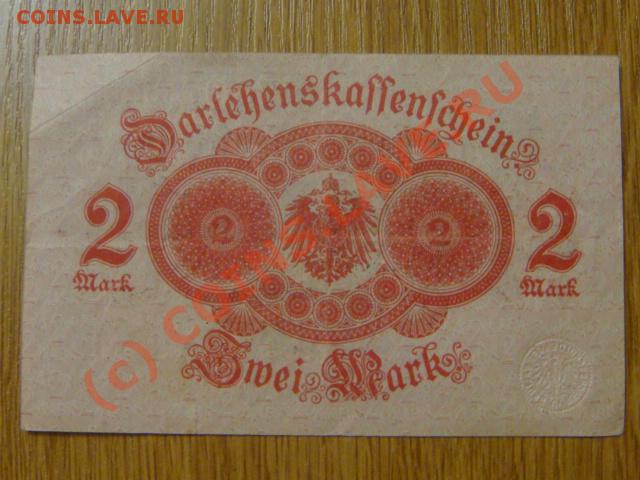 COINS.LAVE.RU
Darlehenskassenschein.
2 2 2 2
Mark Mark
Zwei Mark.
(c) COINS.LAVE.RU